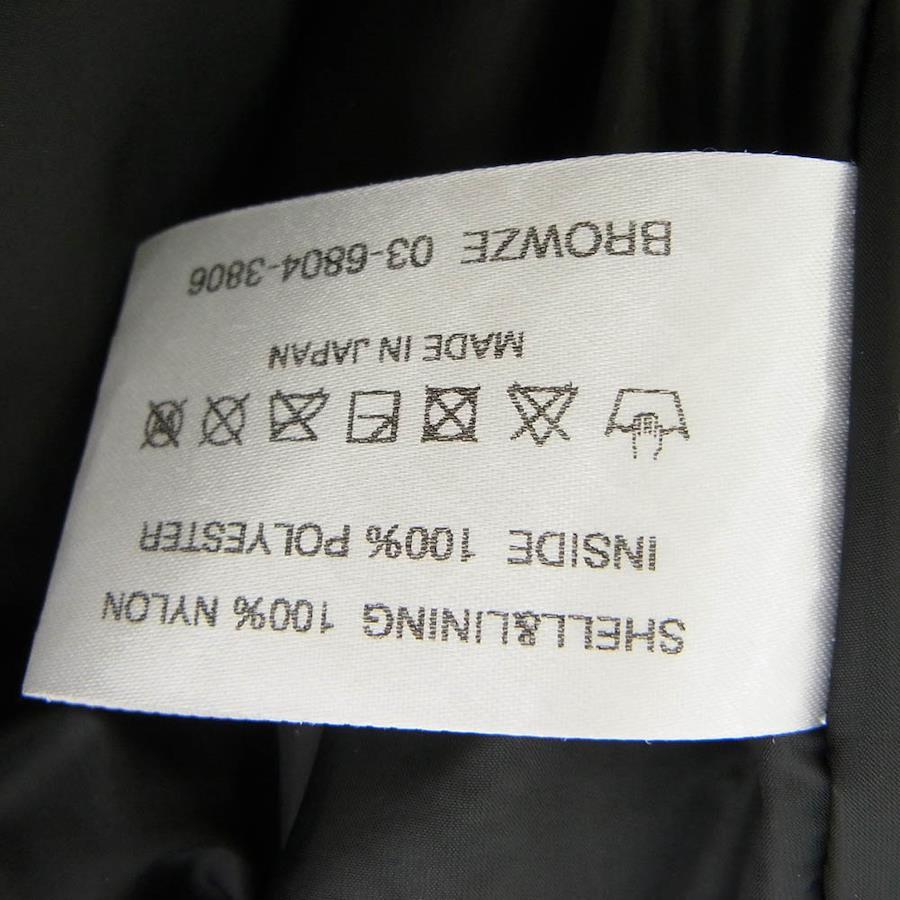 SHELL&LINING 100% NYLON
INSIDE 100% POLYESTER
MADE IN JAPAN
BROWZE 03-6804-3806